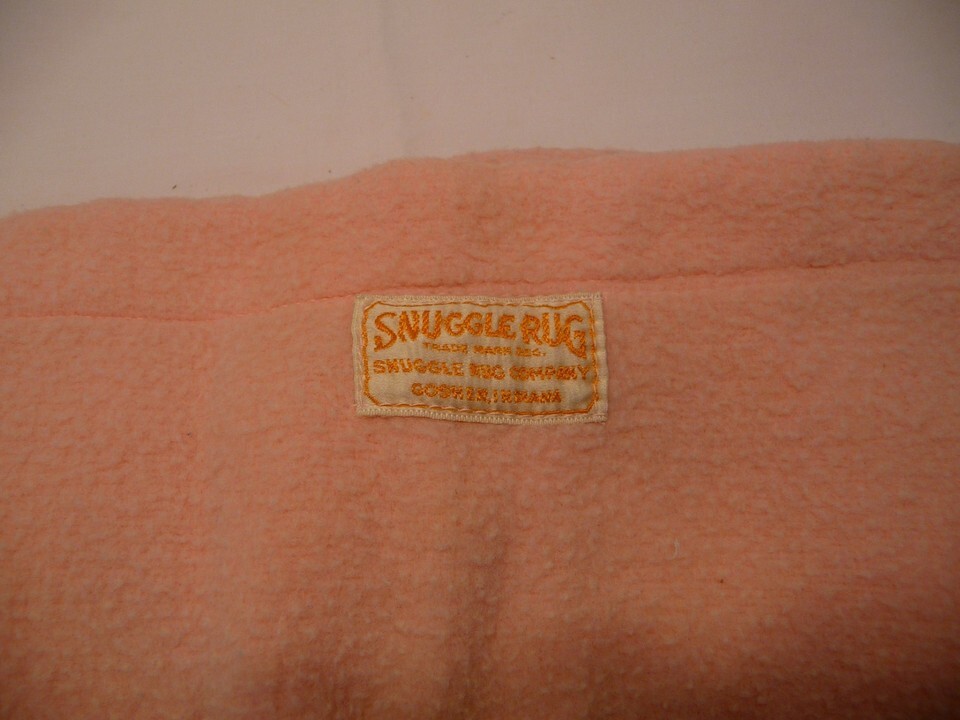 SNUGGLE RUG
TRADE MARK REG.
SNUGGLE RUG COMPANY
GOSHEN, INDIANA